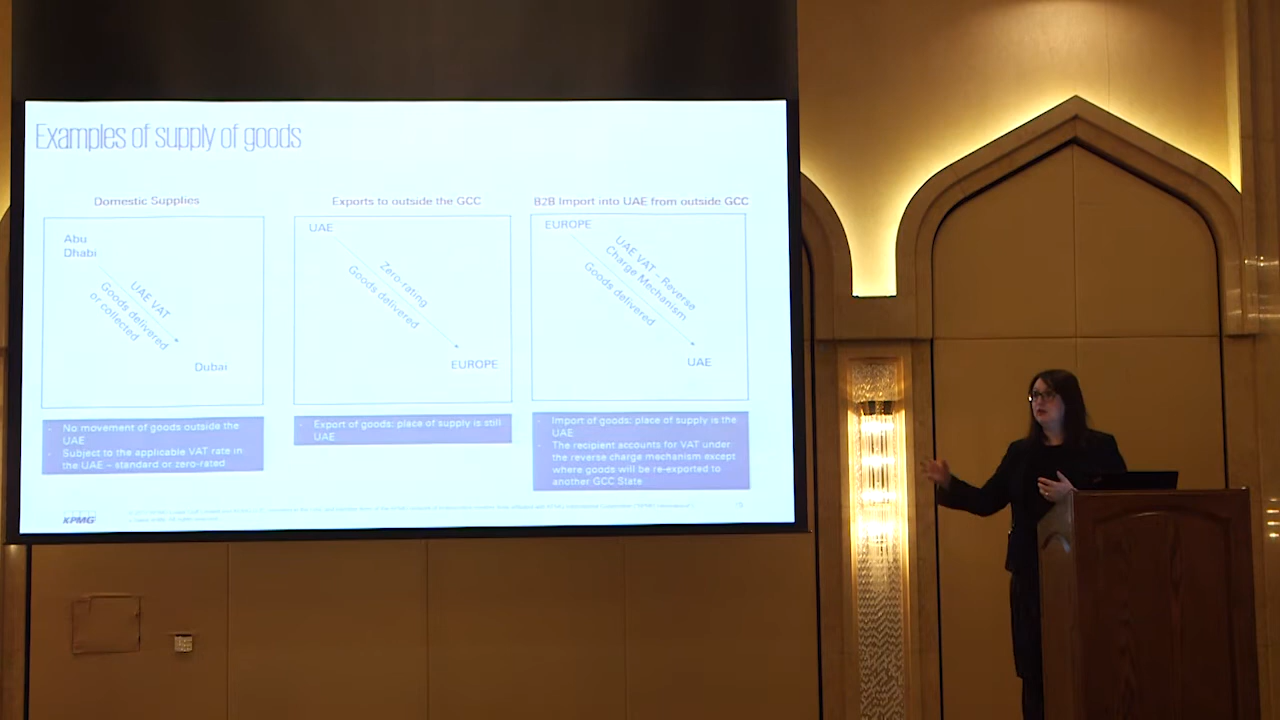 Examples of supply of goods
Domestic Supplies
Abu
Dhabi
UAE VAT
Goods delivered
or collected
Dubai
- No movement of goods outside the
UAE
- Subject to the applicable VAT rate in
the UAE – standard or zero-rated
Exports to outside the GCC
UAE
Zero-rating
Goods delivered
EUROPE
- Export of goods: place of supply is still
UAE
B2B Import into UAE from outside GCC
EUROPE
UAE VAT – Reverse
Charge Mechanism
Goods delivered
UAE
- Import of goods: place of supply is the
UAE
- The recipient accounts for VAT under
the reverse charge mechanism except
where goods will be re-exported to
another GCC State
KPMG